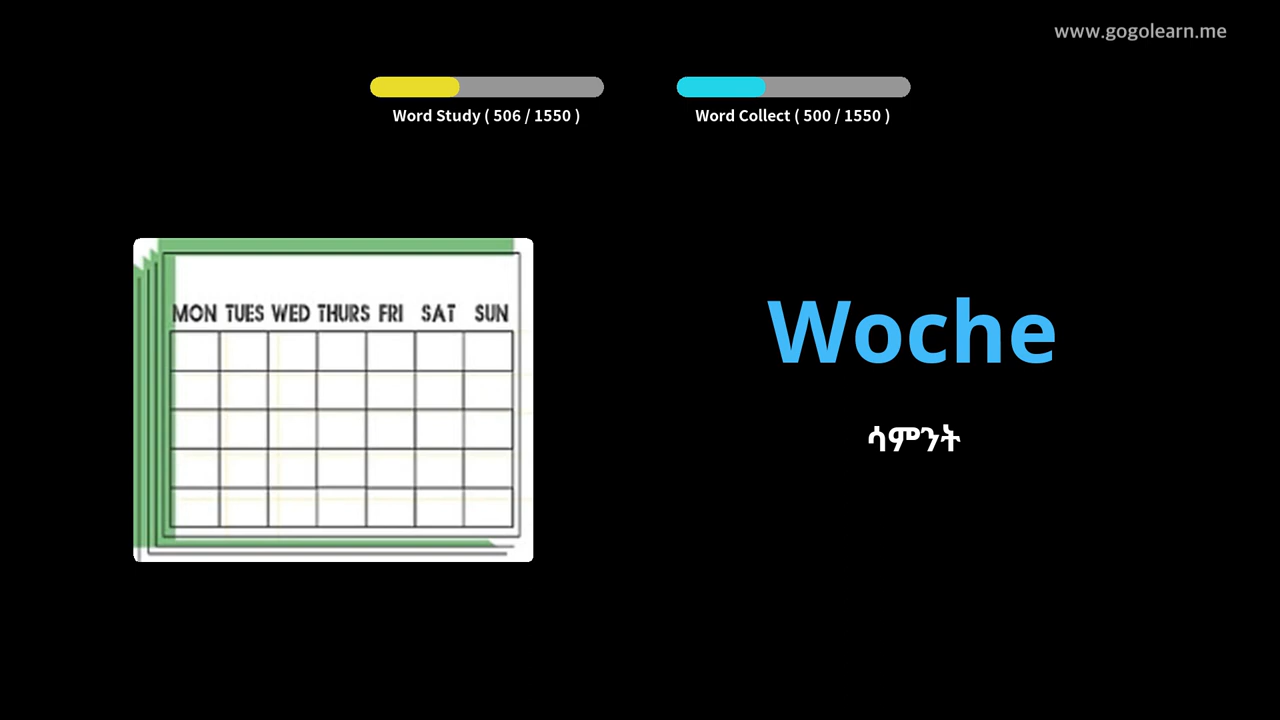 www.gogolearn.me
Word Study ( 506 / 1550 )
Word Collect ( 500 / 1550 )
MON TUES WED THURS FRI SAT SUN
Woche
ሳምንት